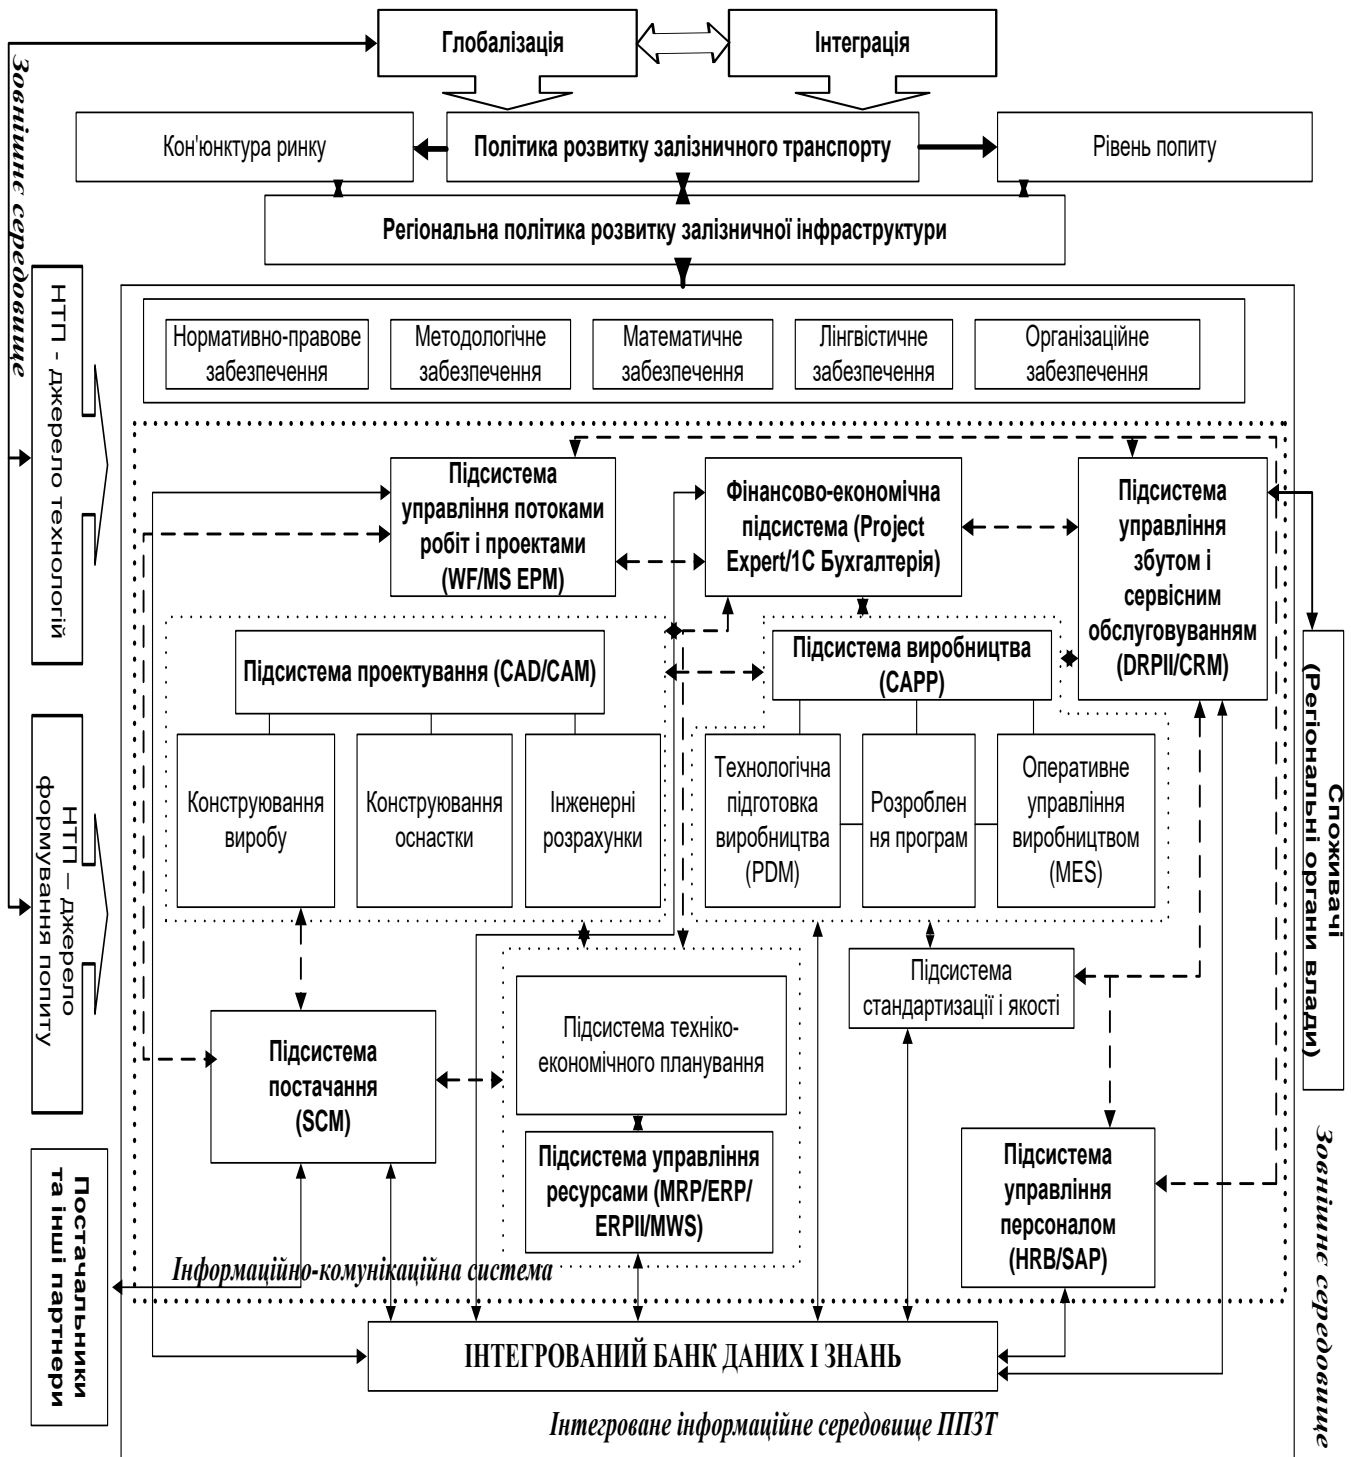 Глобалізація
Інтеграція
Зовнішнє середовище
Кон'юнктура ринку
Політика розвитку залізничного транспорту
Рівень попиту
Регіональна політика розвитку залізничної інфраструктури
НТП - джерело технологій
Нормативно-правове
забезпечення
Методологічне
забезпечення
Математичне
забезпечення
Лінгвістичне
забезпечення
Організаційне
забезпечення
Підсистема
управління потоками
робіт і проектами
(WF/MS EPM)
Фінансово-економічна
підсистема (Project
Expert/1С Бухгалтерія)
Підсистема
управління
збутом і
сервісним
обслуговуванням
(DRPII/CRM)
Підсистема проектування (CAD/CAM)
Підсистема виробництва
(CAPP)
Конструювання
виробу
Конструювання
оснастки
Інженерні
розрахунки
Технологічна
підготовка
виробництва
(PDM)
Розроблен
ня програм
Оперативне
управління
виробництвом
(MES)
Споживачі
(Регіональні органи влади)
НТП – джерело
формування попиту
Підсистема
стандартизації і якості
Підсистема
постачання
(SCM)
Підсистема техніко-
економічного планування
Підсистема управління
ресурсами (MRP/ERP/
ERPII/MWS)
Підсистема
управління
персоналом
(HRB/SAP)
Постачальники
та інші партнери
Зовнішнє середовище
Інформаційно-комунікаційна система
ІНТЕГРОВАНИЙ БАНК ДАНИХ І ЗНАНЬ
Інтегроване інформаційне середовище ППЗТ